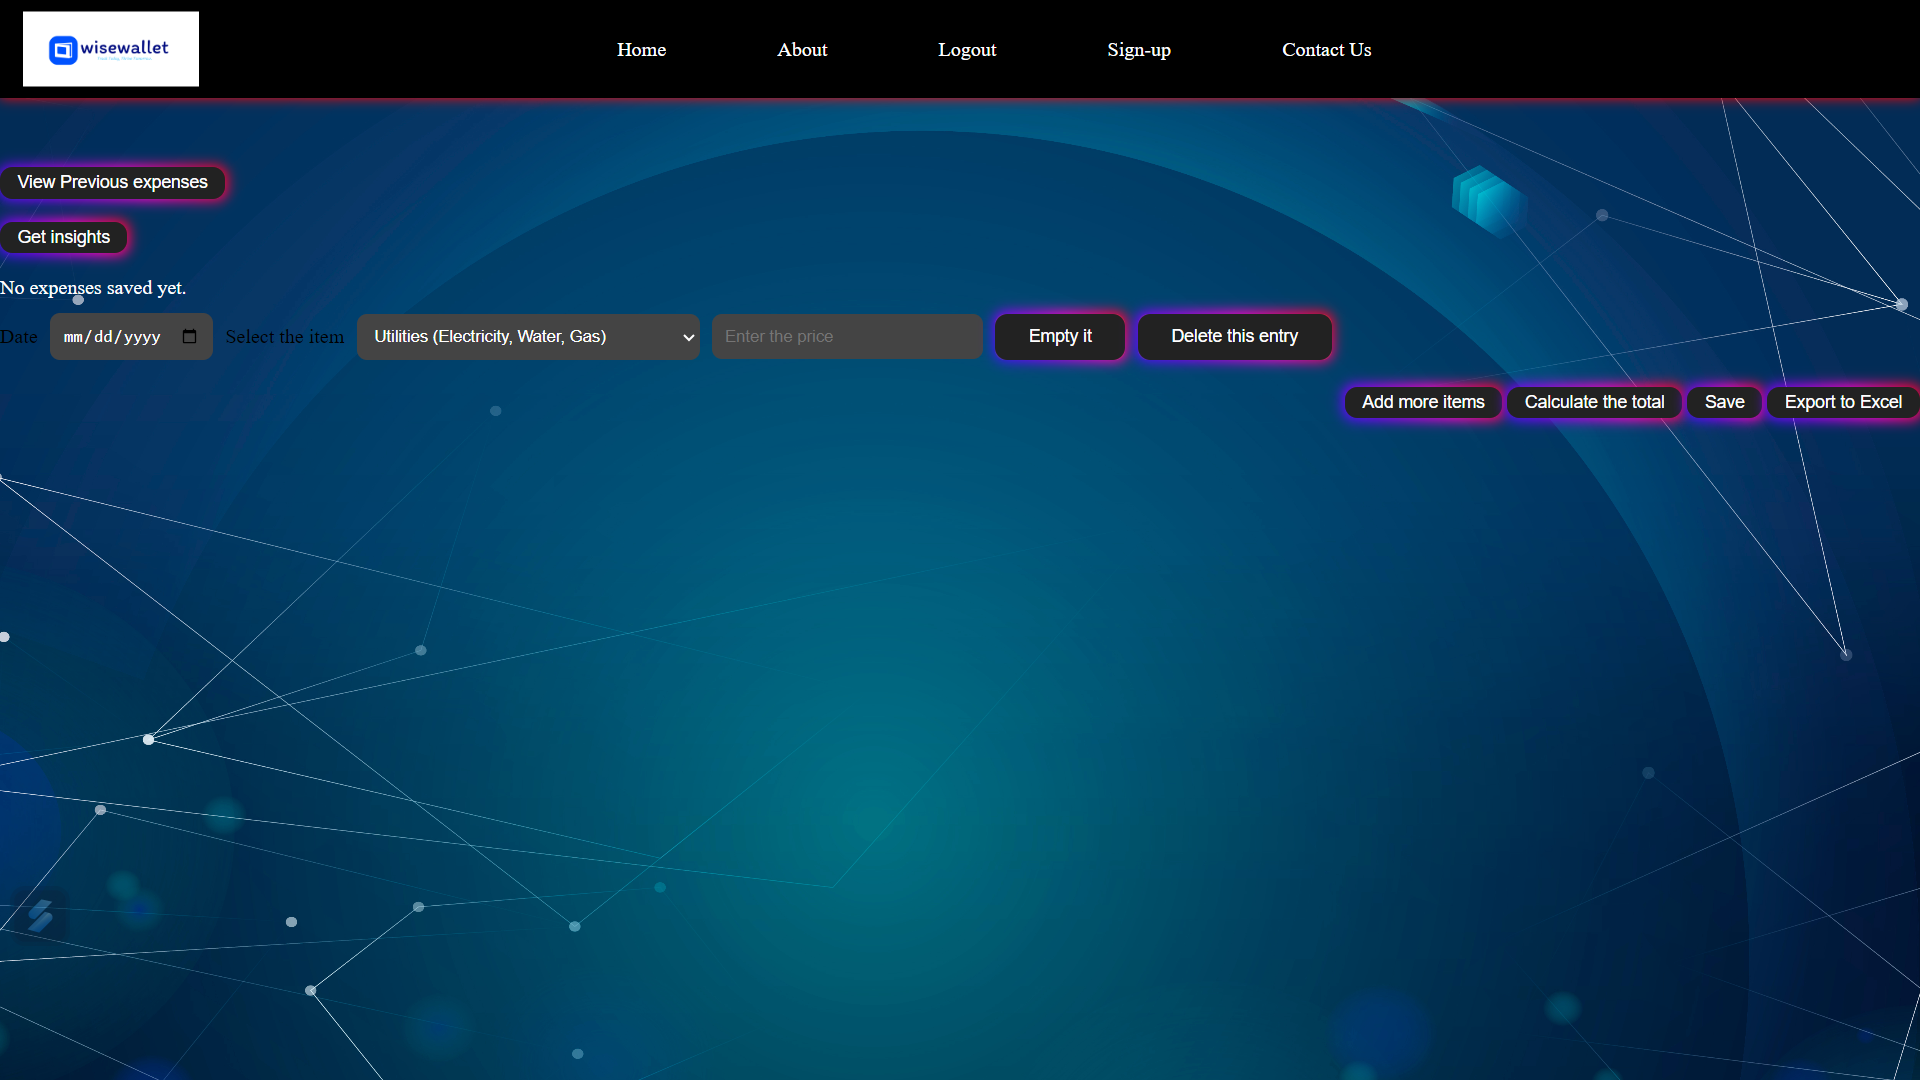 wisewallet
Home
About
Logout
Sign-up
Contact Us
View Previous expenses
Get insights
No expenses saved yet.
Date
mm/dd/yyyy
Select the item
Utilities (Electricity, Water, Gas)
Enter the price
Empty it
Delete this entry
Add more items
Calculate the total
Save
Export to Excel